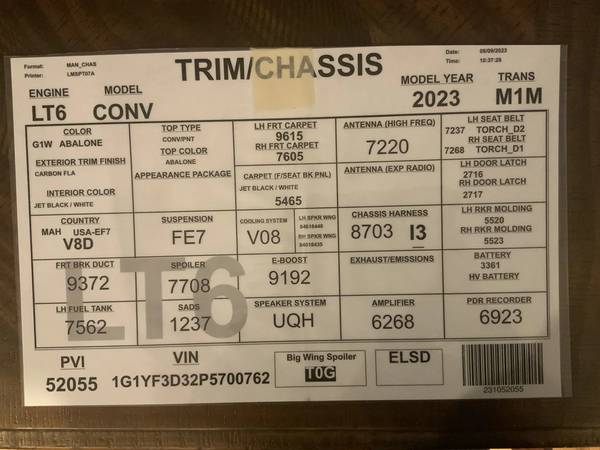 Format: MAN_CHAS
Printer: LMSPT07A
TRIM/CHASSIS
Date: 09/09/2023
Time: 10:37:28
ENGINE MODEL MODEL YEAR TRANS
LT6 CONV 2023 M1M
COLOR
G1W ABALONE
TOP TYPE
CONV/PNT
TOP COLOR
ABALONE
LH FRT CARPET
9615
RH FRT CARPET
7605
ANTENNA (HIGH FREQ)
7220
LH SEAT BELT
7237 TORCH_D2
RH SEAT BELT
7268 TORCH_D1
EXTERIOR TRIM FINISH
CARBON FLA
INTERIOR COLOR
JET BLACK / WHITE
APPEARANCE PACKAGE
CARPET (F/SEAT BK PNL)
JET BLACK / WHITE
5465
ANTENNA (EXP RADIO)
LH DOOR LATCH
2716
RH DOOR LATCH
2717
COUNTRY
MAH USA-EF7
V8D
SUSPENSION
FE7
COOLING SYSTEM
V08
LH SPKR WNG
RH SPKR WNG
CHASSIS HARNESS
8703 I3
LH RKR MOLDING
5520
RH RKR MOLDING
5523
FRT BRK DUCT
9372
SPOILER
7708
E-BOOST
9192
EXHAUST/EMISSIONS
BATTERY
3361
HV BATTERY
LT6
LH FUEL TANK
7562
SADS
1237
SPEAKER SYSTEM
UQH
AMPLIFIER
6268
PDR RECORDER
6923
PVI
52055
VIN
1G1YF3D32P5700762
Big Wing Spoiler
T0G
ELSD
231052055